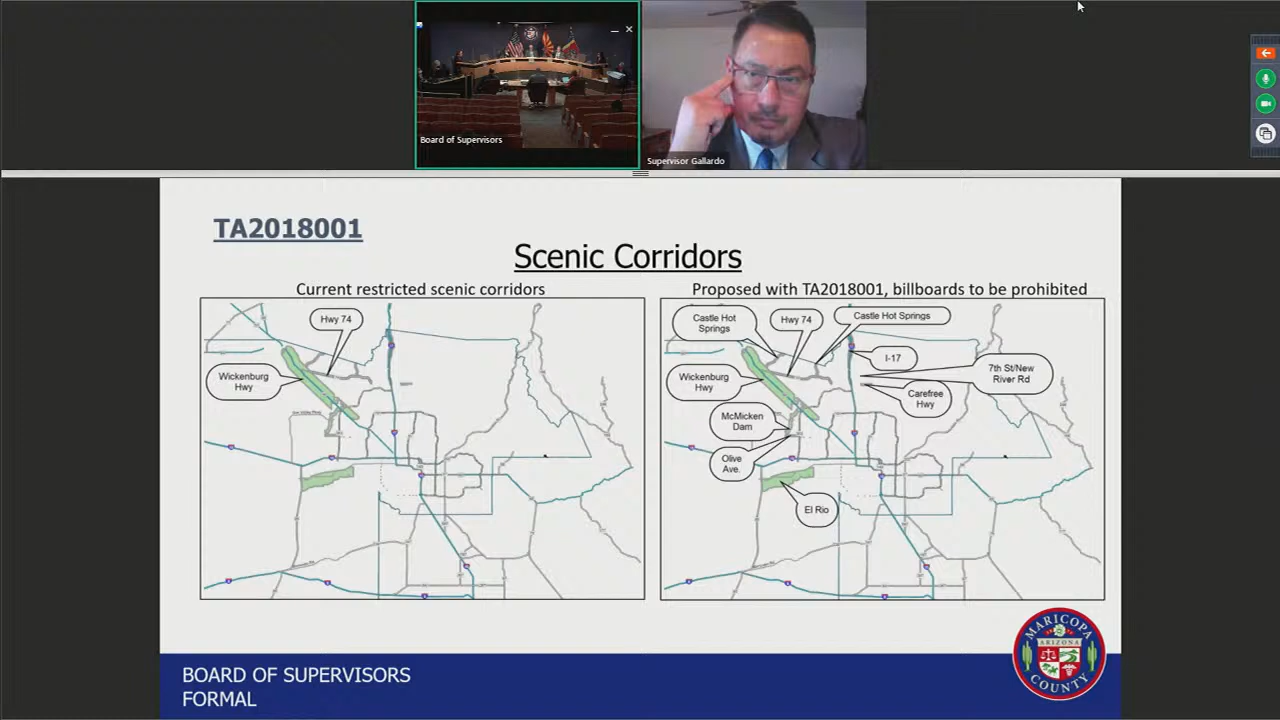 Board of Supervisors
Supervisor Gallardo
TA2018001
Scenic Corridors
Current restricted scenic corridors
Proposed with TA2018001, billboards to be prohibited
Hwy 74
Wickenburg
Hwy
Castle Hot
Springs
Hwy 74
Castle Hot Springs
I-17
7th St/New
River Rd
Wickenburg
Hwy
Carefree
Hwy
McMicken
Dam
Olive
Ave.
El Rio
BOARD OF SUPERVISORS
FORMAL
MARICOPA
ARIZONA
COUNTY